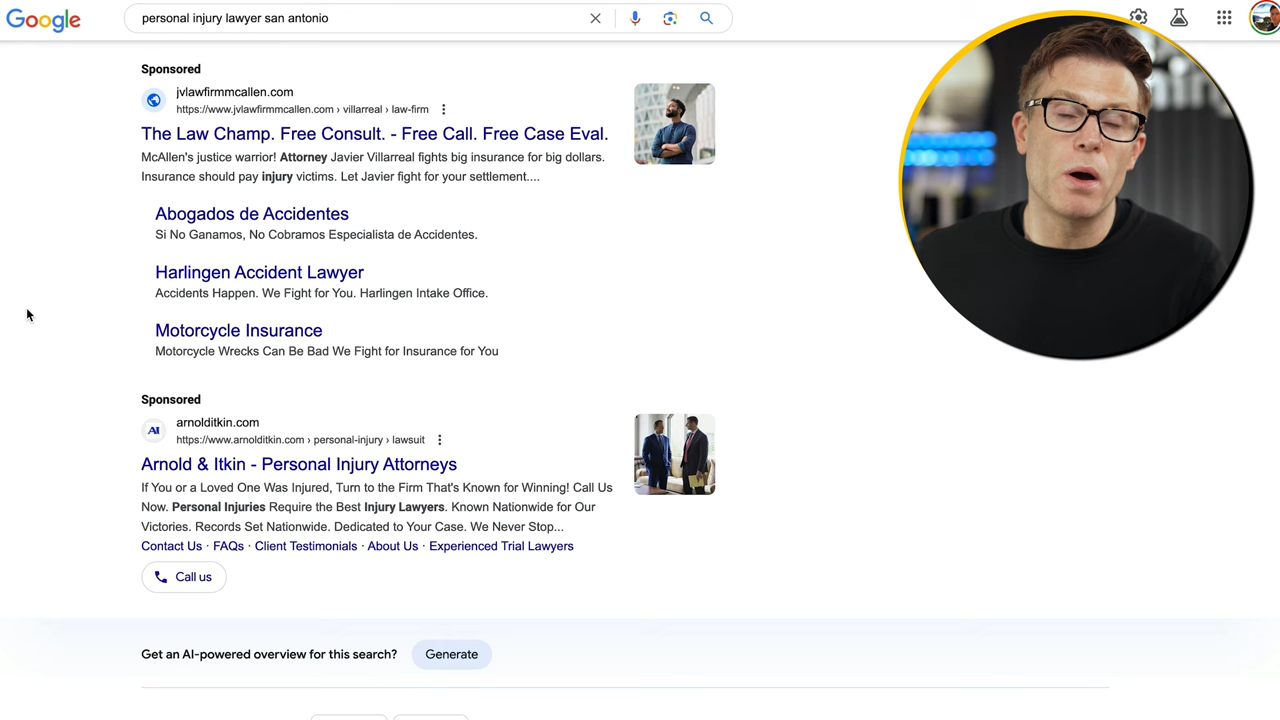 Google
personal injury lawyer san antonio
Sponsored
jvlawfirmmcallen.com
https://www.jvlawfirmmcallen.com › villarreal › law-firm
The Law Champ. Free Consult. - Free Call. Free Case Eval.
McAllen's justice warrior! Attorney Javier Villarreal fights big insurance for big dollars.
Insurance should pay injury victims. Let Javier fight for your settlement....
Abogados de Accidentes
Si No Ganamos, No Cobramos Especialista de Accidentes.
Harlingen Accident Lawyer
Accidents Happen. We Fight for You. Harlingen Intake Office.
Motorcycle Insurance
Motorcycle Wrecks Can Be Bad We Fight for Insurance for You
Sponsored
arnolditkin.com
AI
https://www.arnolditkin.com › personal-injury › lawsuit
Arnold & Itkin - Personal Injury Attorneys
If You or a Loved One Was Injured, Turn to the Firm That's Known for Winning! Call Us
Now. Personal Injuries Require the Best Injury Lawyers. Known Nationwide for Our
Victories. Records Set Nationwide. Dedicated to Your Case. We Never Stop...
Contact Us · FAQs · Client Testimonials · About Us · Experienced Trial Lawyers
Call us
Get an AI-powered overview for this search? Generate